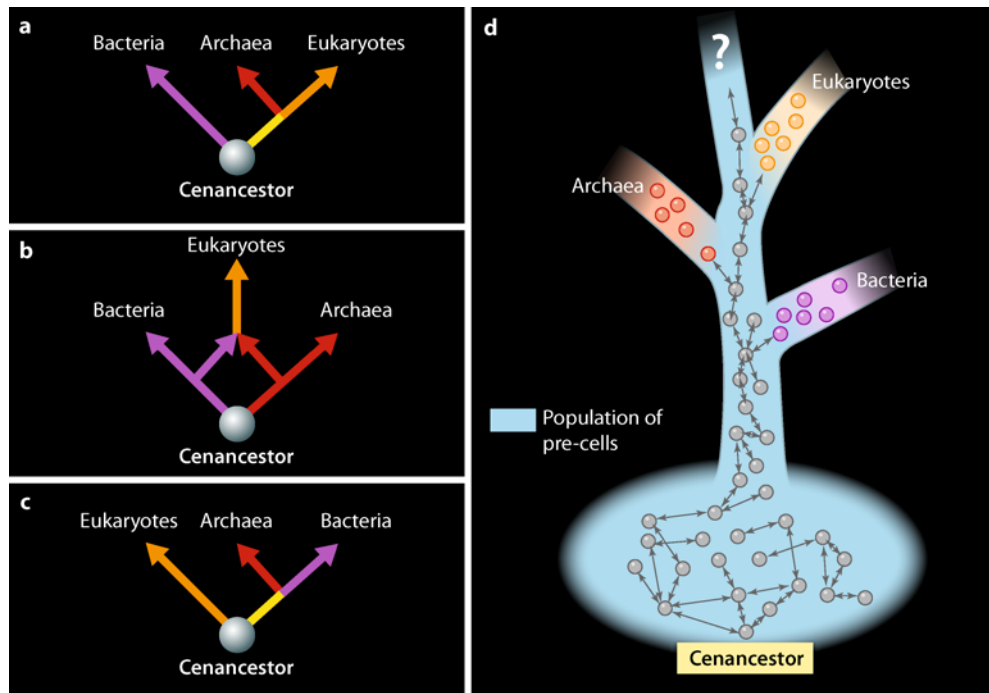 a
Bacteria
Archaea
Eukaryotes
Cenancestor
b
Eukaryotes
Bacteria
Archaea
Cenancestor
c
Eukaryotes
Archaea
Bacteria
Cenancestor
d
?
Eukaryotes
Archaea
Bacteria
Population of
pre-cells
Cenancestor